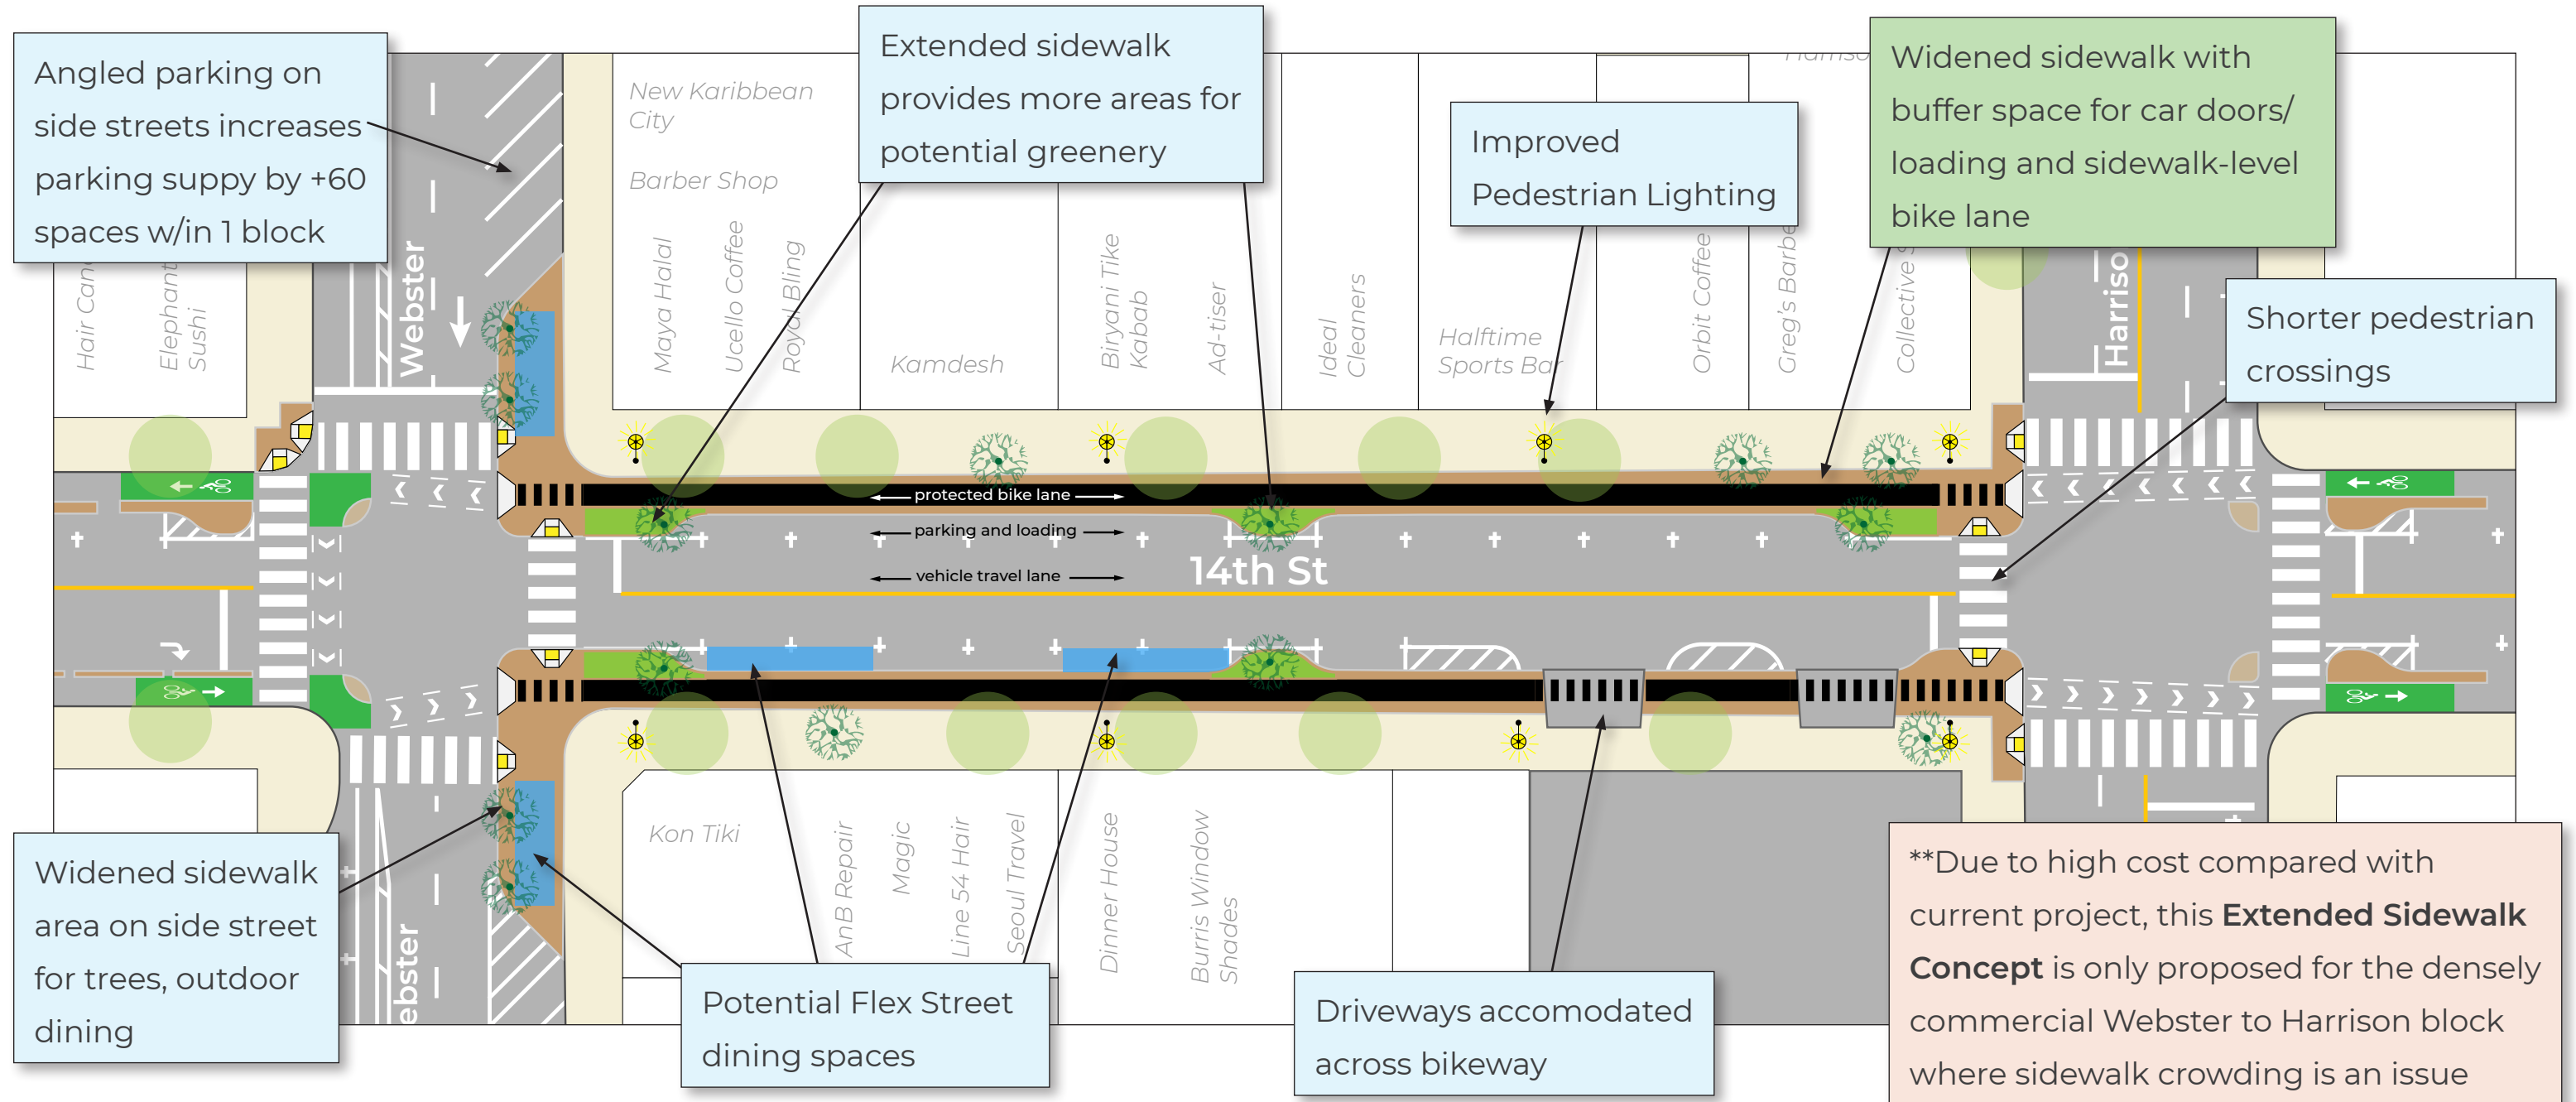 Angled parking on
side streets increases
parking suppy by +60
spaces w/in 1 block
Extended sidewalk
provides more areas for
potential greenery
Improved
Pedestrian Lighting
Widened sidewalk with
buffer space for car doors/
loading and sidewalk-level
bike lane
Shorter pedestrian
crossings
New Karibbean
City
Barber Shop
Hair
Elephant
Sushi
Webster
Maya Halal
Ucello Coffee
Royal Bling
Kamdesh
Biryani Tike
Kabab
Ad-tiser
Ideal
Cleaners
Halftime
Sports Bar
Orbit Coffee
Greg's Barbe
Collective
Harriso
protected bike lane
parking and loading
14th St
vehicle travel lane
Kon Tiki
AnB Repair
Magic
Line 54 Hair
Seoul Travel
Dinner House
Burris Window
Shades
ebster
Widened sidewalk
area on side street
for trees, outdoor
dining
Potential Flex Street
dining spaces
Driveways accomodated
across bikeway
**Due to high cost compared with
current project, this Extended Sidewalk
Concept is only proposed for the densely
commercial Webster to Harrison block
where sidewalk crowding is an issue